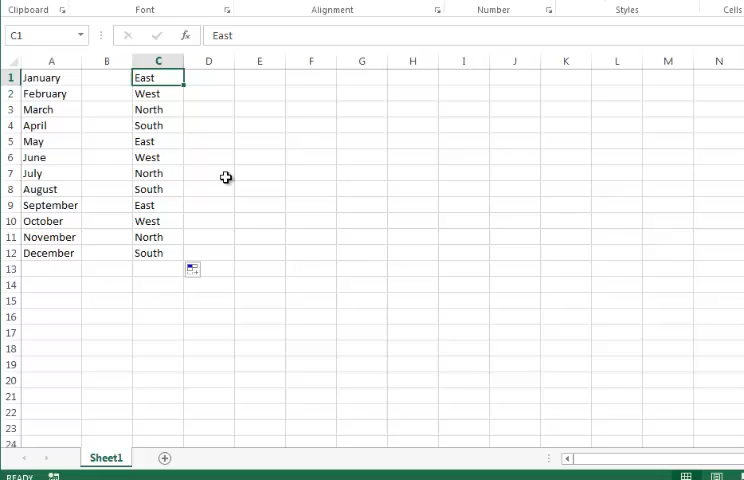 Clipboard Font Alignment Number Styles Cells
C1 fx East
A B C D E F G H I J K L M N
1 January East
2 February West
3 March North
4 April South
5 May East
6 June West
7 July North
8 August South
9 September East
10 October West
11 November North
12 December South
13
14
15
16
17
18
19
20
21
22
23
24
Sheet1
READY